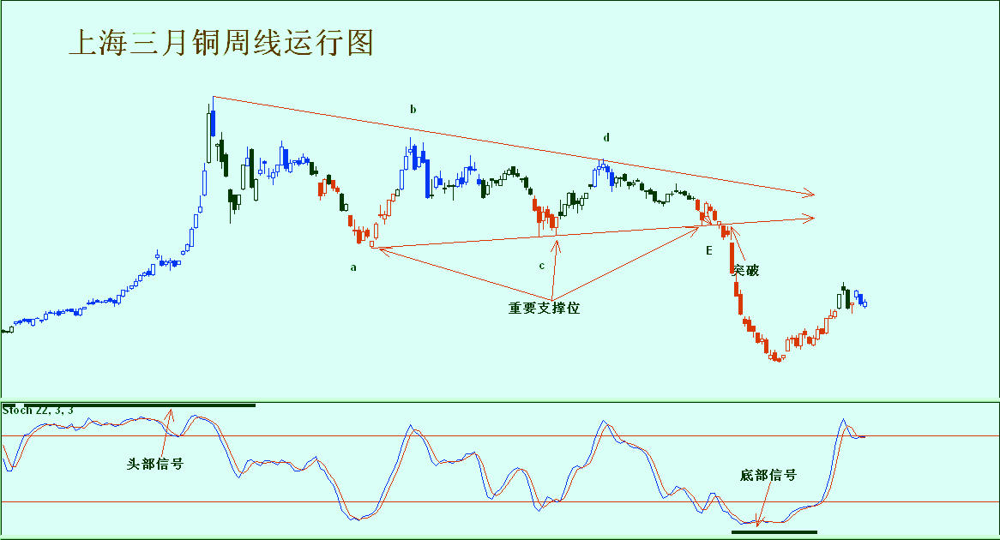 上海三月铜周线运行图
b
d
a
c
E
突破
重要支撑位
Stoch 22, 3, 3
头部信号
底部信号